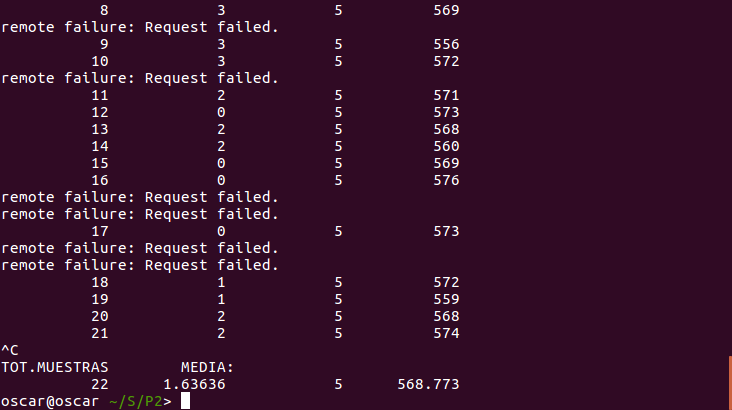 8 3 5 569
remote failure: Request failed.
9 3 5 556
10 3 5 572
remote failure: Request failed.
11 2 5 571
12 0 5 573
13 2 5 568
14 2 5 560
15 0 5 569
16 0 5 576
remote failure: Request failed.
remote failure: Request failed.
17 0 5 573
remote failure: Request failed.
remote failure: Request failed.
18 1 5 572
19 1 5 559
20 2 5 568
21 2 5 574
^C
TOT.MUESTRAS MEDIA:
22 1.63636 5 568.773
oscar@oscar ~/S/P2>